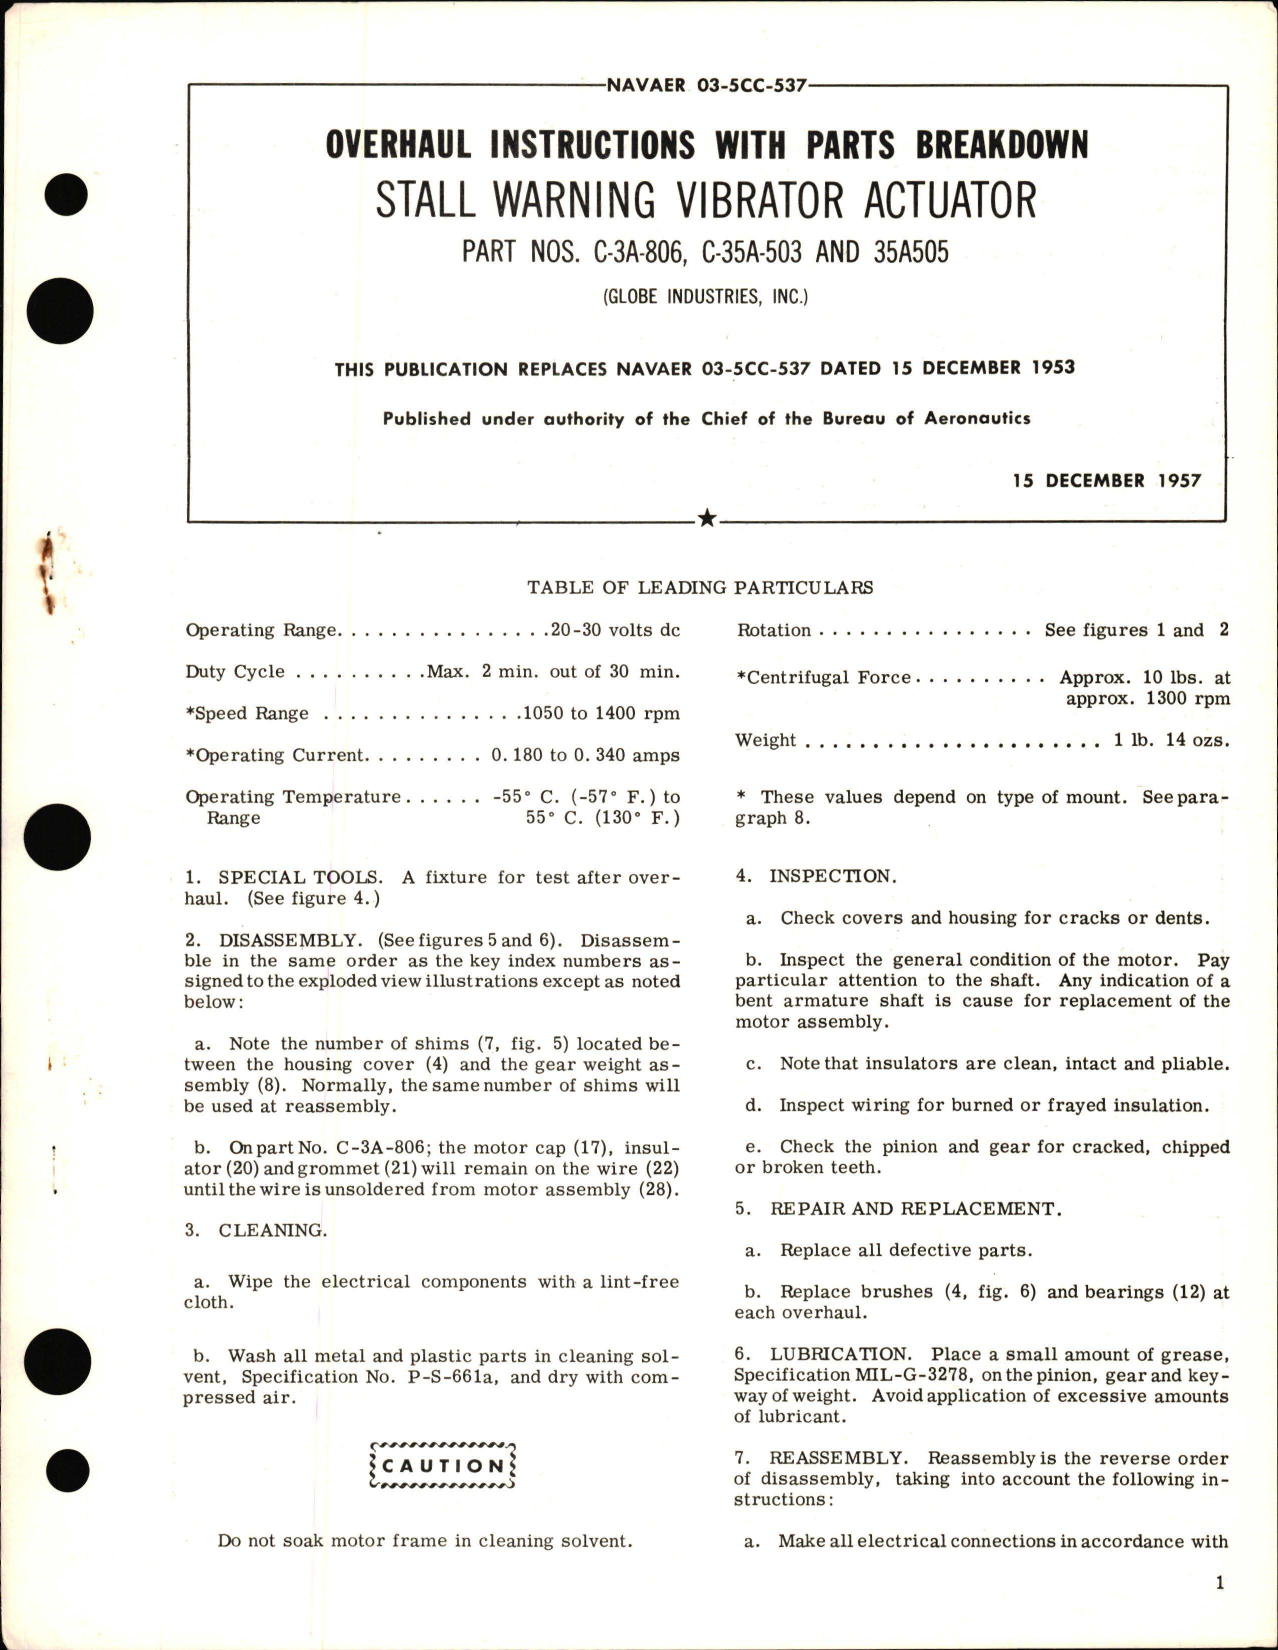 NAVAER 03-5CC-537
OVERHAUL INSTRUCTIONS WITH PARTS BREAKDOWN
STALL WARNING VIBRATOR ACTUATOR
PART NOS. C-3A-806, C-35A-503 AND 35A505
(GLOBE INDUSTRIES, INC.)
THIS PUBLICATION REPLACES NAVAER 03-5CC-537 DATED 15 DECEMBER 1953
Published under authority of the Chief of the Bureau of Aeronautics
15 DECEMBER 1957
TABLE OF LEADING PARTICULARS
Operating Range. . . . . . . . . . . . . . . .20-30 volts dc
Duty Cycle . . . . . . . . . .Max. 2 min. out of 30 min.
*Speed Range . . . . . . . . . . . . . . .1050 to 1400 rpm
*Operating Current. . . . . . . . . 0.180 to 0.340 amps
Operating Temperature . . . . . . -55° C. (-57° F.) to
Range 55° C. (130° F.)
Rotation . . . . . . . . . . . . . . . . See figures 1 and 2
*Centrifugal Force . . . . . . . . . . Approx. 10 lbs. at
approx. 1300 rpm
Weight . . . . . . . . . . . . . . . . . . . . . . 1 lb. 14 ozs.
* These values depend on type of mount. See para-
graph 8.
1. SPECIAL TOOLS. A fixture for test after over-
haul. (See figure 4.)
2. DISASSEMBLY. (See figures 5 and 6). Disassem-
ble in the same order as the key index numbers as-
signed to the exploded view illustrations except as noted
below:
a. Note the number of shims (7, fig. 5) located be-
tween the housing cover (4) and the gear weight as-
sembly (8). Normally, the same number of shims will
be used at reassembly.
b. On part No. C-3A-806; the motor cap (17), insul-
ator (20) and grommet (21) will remain on the wire (22)
until the wire is unsoldered from motor assembly (28).
3. CLEANING.
a. Wipe the electrical components with a lint-free
cloth.
b. Wash all metal and plastic parts in cleaning sol-
vent, Specification No. P-S-661a, and dry with com-
pressed air.
CAUTION
Do not soak motor frame in cleaning solvent.
4. INSPECTION.
a. Check covers and housing for cracks or dents.
b. Inspect the general condition of the motor. Pay
particular attention to the shaft. Any indication of a
bent armature shaft is cause for replacement of the
motor assembly.
c. Note that insulators are clean, intact and pliable.
d. Inspect wiring for burned or frayed insulation.
e. Check the pinion and gear for cracked, chipped
or broken teeth.
5. REPAIR AND REPLACEMENT.
a. Replace all defective parts.
b. Replace brushes (4, fig. 6) and bearings (12) at
each overhaul.
6. LUBRICATION. Place a small amount of grease,
Specification MIL-G-3278, on the pinion, gear and key-
way of weight. Avoid application of excessive amounts
of lubricant.
7. REASSEMBLY. Reassembly is the reverse order
of disassembly, taking into account the following in-
structions:
a. Make all electrical connections in accordance with
1